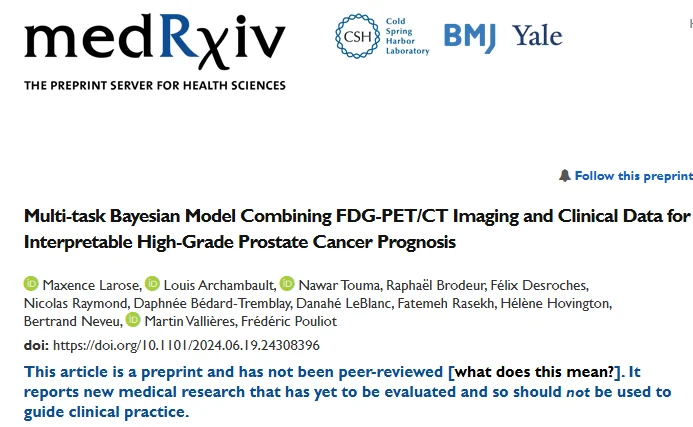 medRxiv
THE PREPRINT SERVER FOR HEALTH SCIENCES
CSH
Cold
Spring
Harbor
Laboratory
BMJ
Yale
H
Follow this preprint
Multi-task Bayesian Model Combining FDG-PET/CT Imaging and Clinical Data for
Interpretable High-Grade Prostate Cancer Prognosis
iD Maxence Larose, iD Louis Archambault, iD Nawar Touma, Raphaël Brodeur, Félix Desroches,
Nicolas Raymond, Daphnée Bédard-Tremblay, Danahé LeBlanc, Fatemeh Rasekh, Hélène Hovington,
Bertrand Neveu, iD Martin Vallières, Frédéric Pouliot
doi: https://doi.org/10.1101/2024.06.19.24308396
This article is a preprint and has not been peer-reviewed [what does this mean?]. It
reports new medical research that has yet to be evaluated and so should not be used to
guide clinical practice.